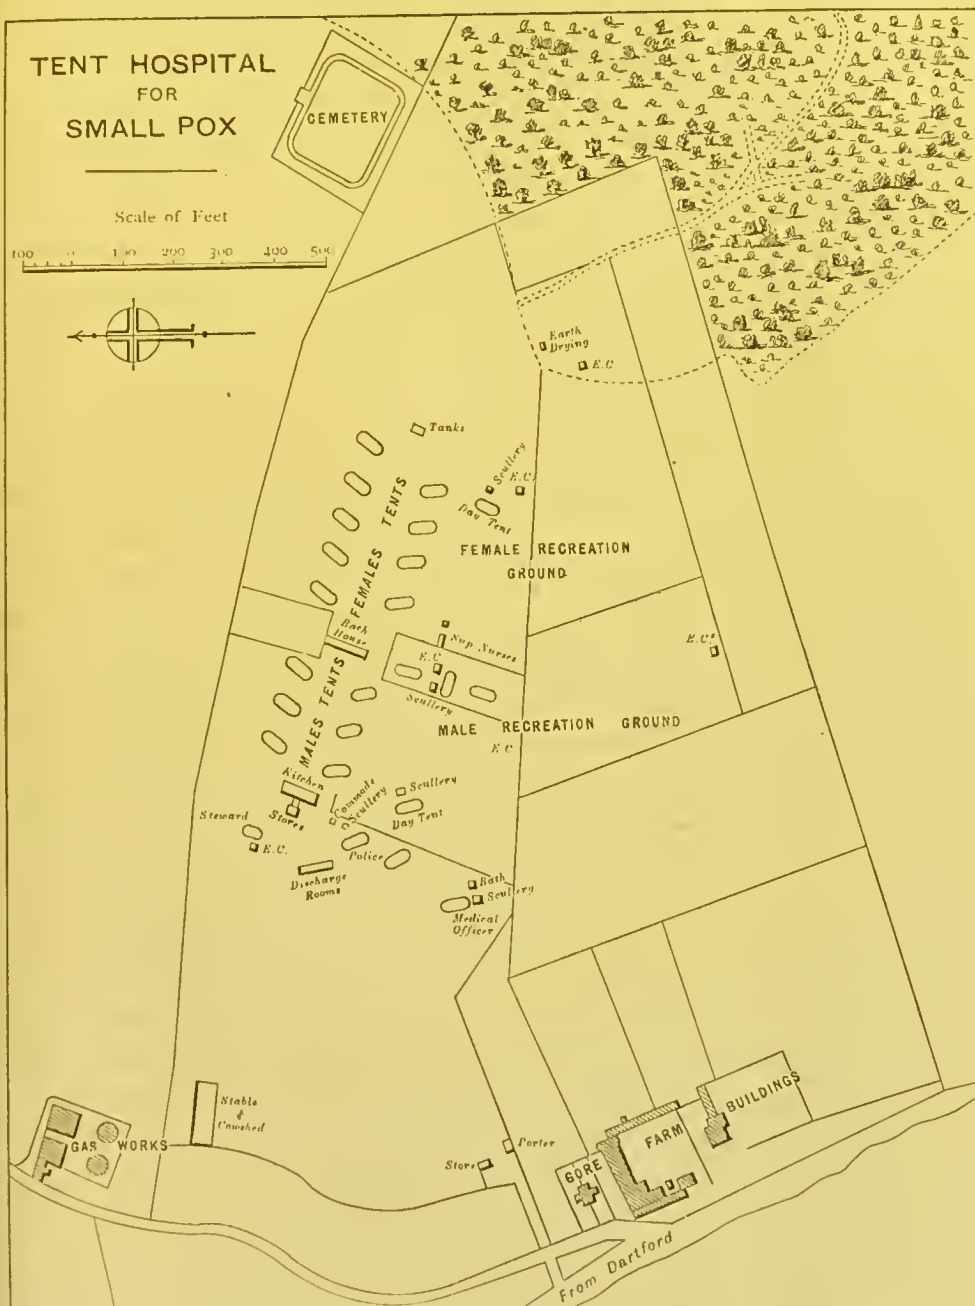 TENT HOSPITAL
FOR
SMALL POX
CEMETERY
Scale of Feet
100 0 100 200 300 400 500
Earth
Drying
E.C
Tanks
Scullery
E.C.
Day Tent
FEMALES TENTS
FEMALE RECREATION
GROUND
Bath
House
Sup Nurses
E.C
Scullery
E.C.s
MALES TENTS
MALE RECREATION GROUND
E.C
Kitchen
Stores
Commode
Scullery
Scullery
Day Tent
Steward
E.C.
Police
Discharge
Rooms
Bath
Scullery
Medical
Officer
Stable
&
Cowshed
GAS WORKS
Porter
Store
GORE
FARM
BUILDINGS
From Dartford